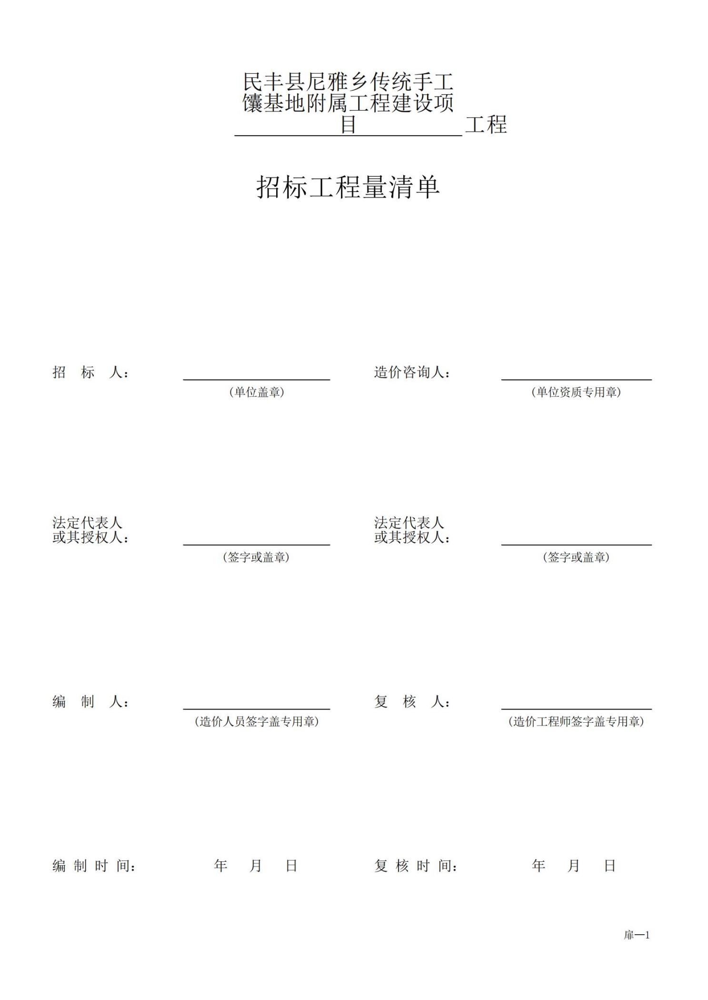 民丰县尼雅乡传统手工
馕基地附属工程建设项
目 工程
招标工程量清单
招 标 人： 造价咨询人：
(单位盖章) (单位资质专用章)
法定代表人 法定代表人
或其授权人： 或其授权人：
(签字或盖章) (签字或盖章)
编 制 人： 复 核 人：
(造价人员签字盖专用章) (造价工程师签字盖专用章)
编 制 时 间： 年 月 日 复 核 时 间： 年 月 日
扉—1